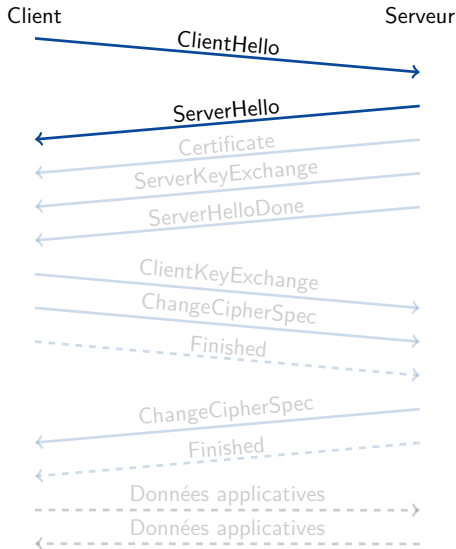 Client Serveur
ClientHello
ServerHello
Certificate
ServerKeyExchange
ServerHelloDone
ClientKeyExchange
ChangeCipherSpec
Finished
ChangeCipherSpec
Finished
Données applicatives
Données applicatives